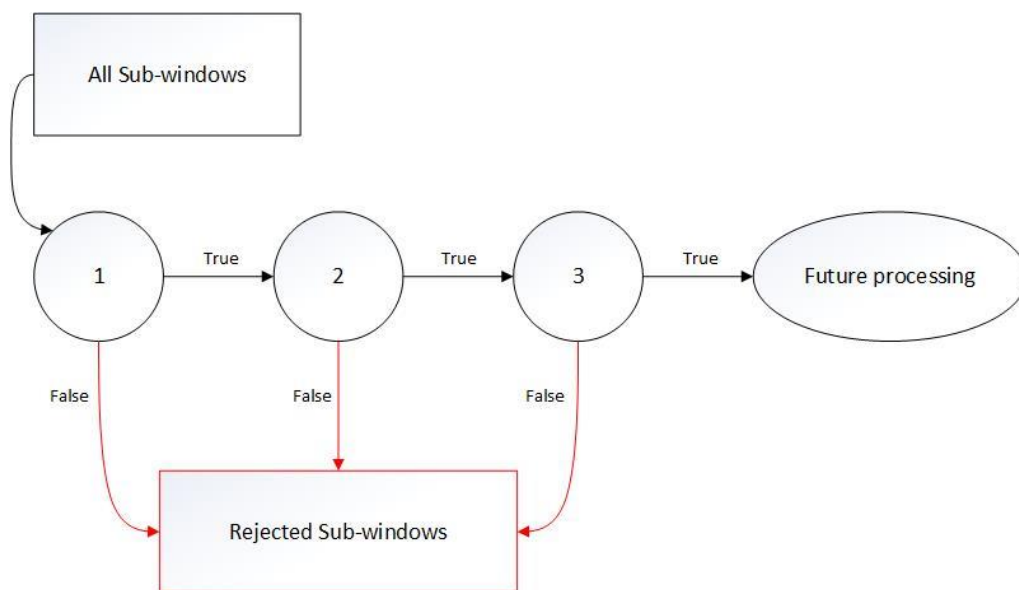 All Sub-windows
1
True
2
True
3
True
Future processing
False
False
False
Rejected Sub-windows